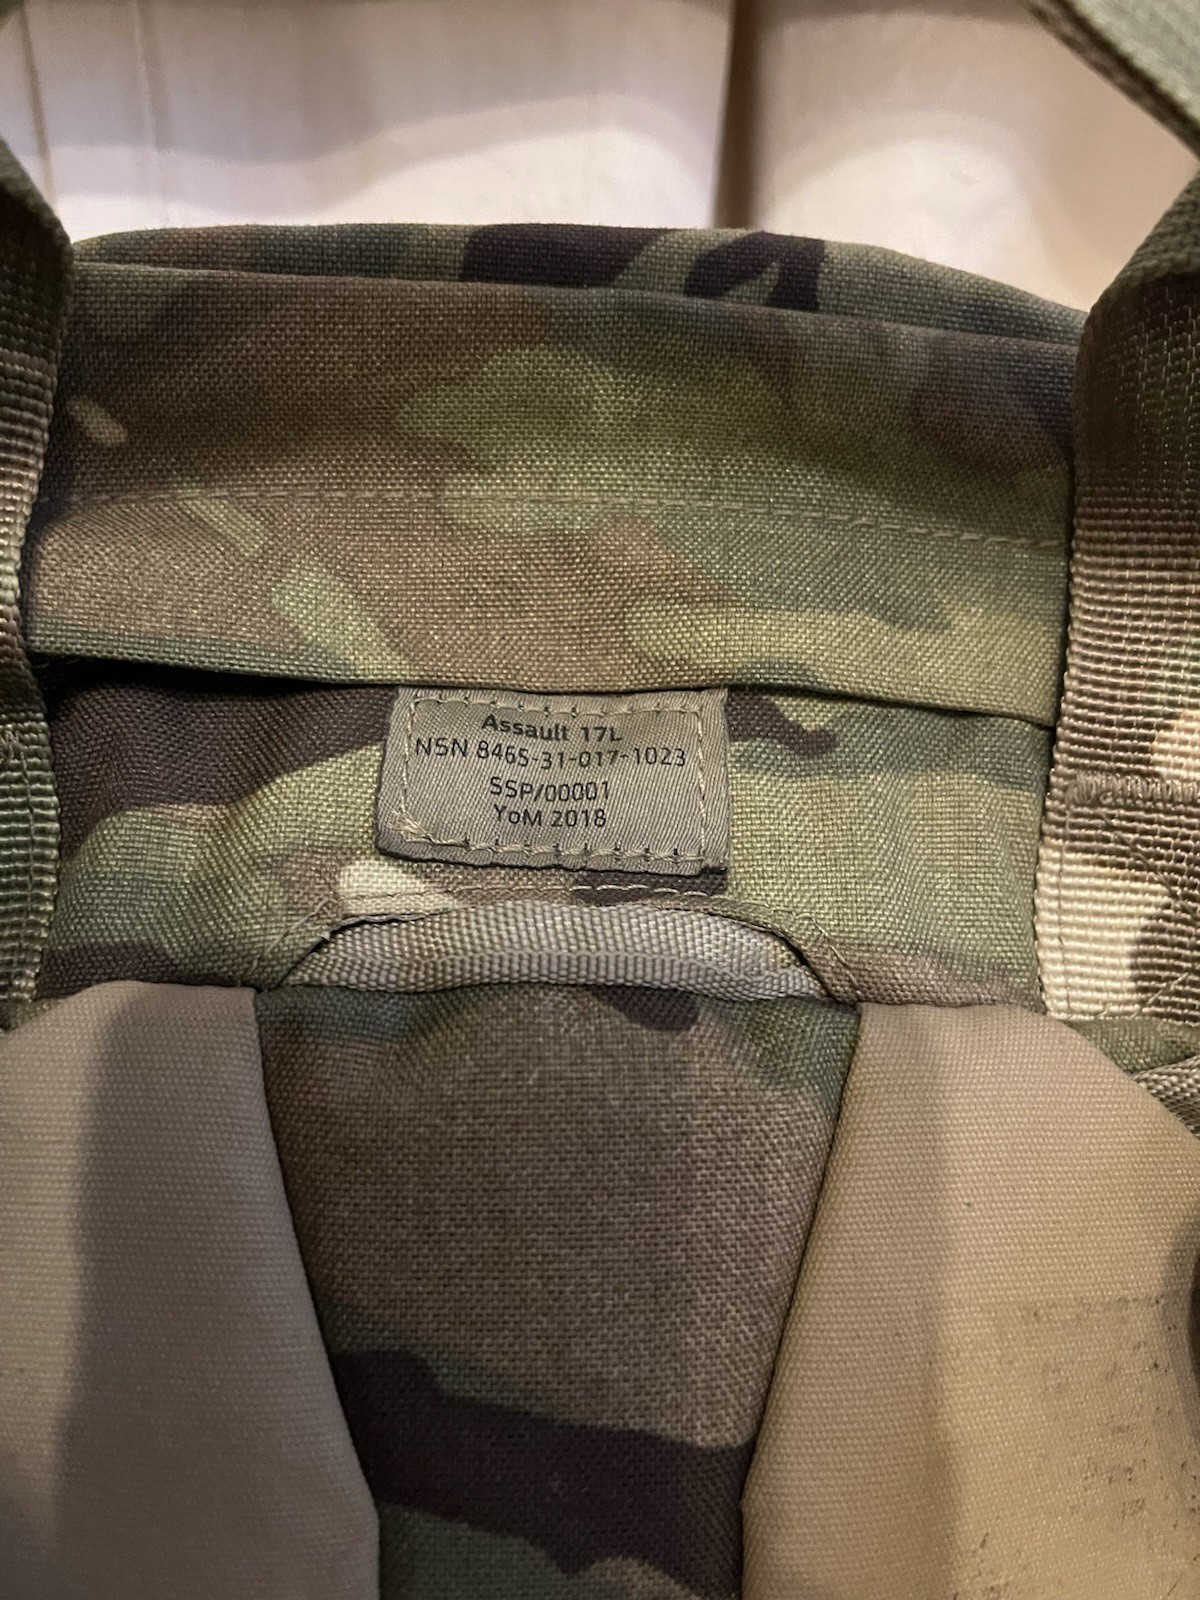 Assault 17L
NSN 8465-31-017-1023
SSP/00001
YoM 2018